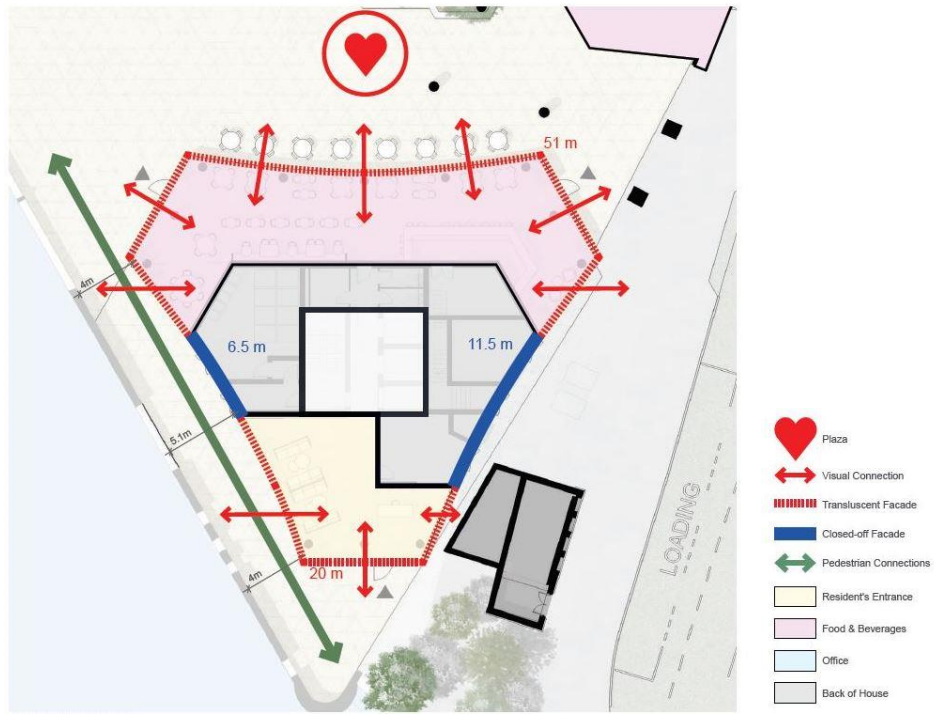 51 m
4m
6.5 m
11.5 m
5.1m
4m
20 m
LOADING
Plaza
Visual Connection
Transluscent Facade
Closed-off Facade
Pedestrian Connections
Resident's Entrance
Food & Beverages
Office
Back of House